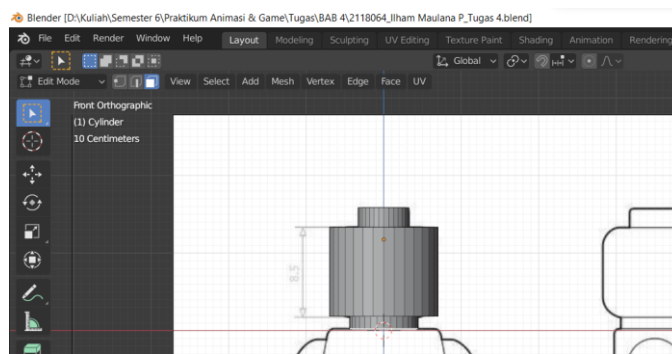 Blender [D:\Kuliah\Semester 6\Praktikum Animasi & Game\Tugas\BAB 4\2118064_Ilham Maulana P_Tugas 4.blend]
File Edit Render Window Help Layout Modeling Sculpting UV Editing Texture Paint Shading Animation Rendering
Global
Edit Mode View Select Add Mesh Vertex Edge Face UV
Front Orthographic
(1) Cylinder
10 Centimeters
8.5